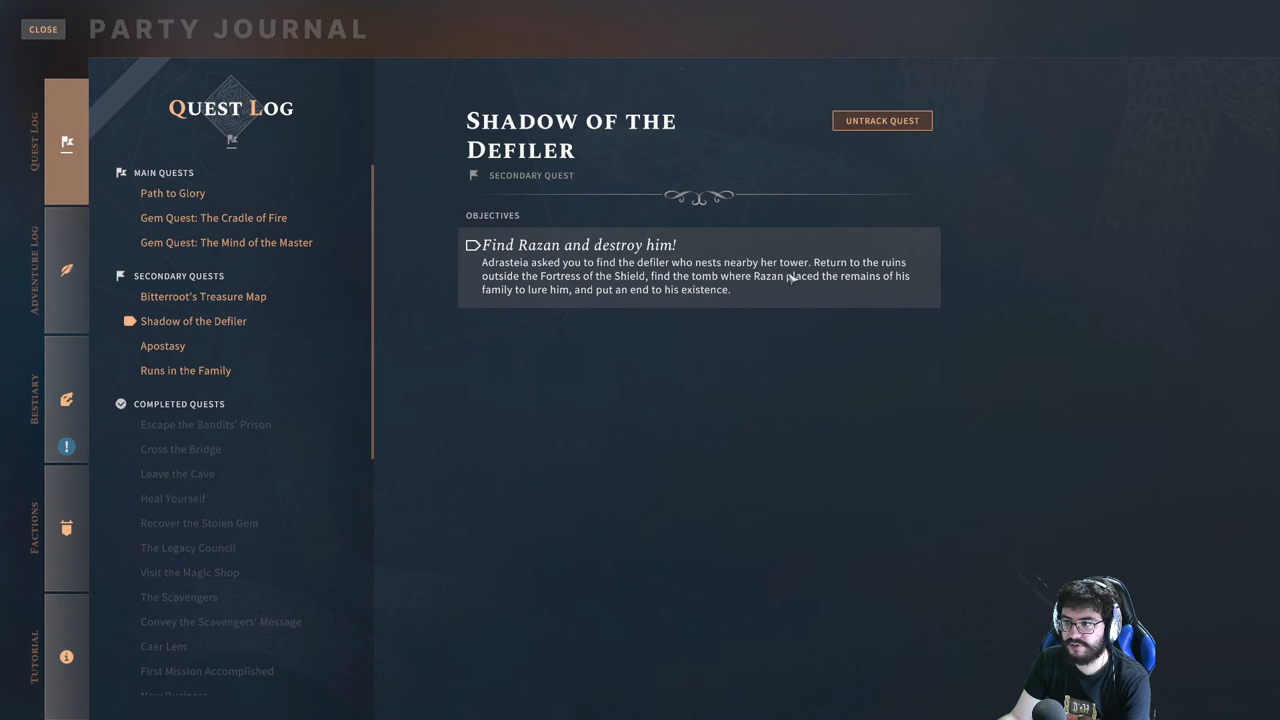 CLOSE
PARTY JOURNAL
QUEST LOG
ADVENTURE LOG
BESTIARY
FACTIONS
TUTORIAL
QUEST LOG
MAIN QUESTS
Path to Glory
Gem Quest: The Cradle of Fire
Gem Quest: The Mind of the Master
SECONDARY QUESTS
Bitterroot's Treasure Map
Shadow of the Defiler
Apostasy
Runs in the Family
COMPLETED QUESTS
Escape the Bandits' Prison
Cross the Bridge
Leave the Cave
Heal Yourself
Recover the Stolen Gem
The Legacy Council
Visit the Magic Shop
The Scavengers
Convey the Scavengers' Message
Caer Lem
First Mission Accomplished
New Business
SHADOW OF THE
DEFILER
UNTRACK QUEST
SECONDARY QUEST
OBJECTIVES
Find Razan and destroy him!
Adrasteia asked you to find the defiler who nests nearby her tower. Return to the ruins
outside the Fortress of the Shield, find the tomb where Razan placed the remains of his
family to lure him, and put an end to his existence.